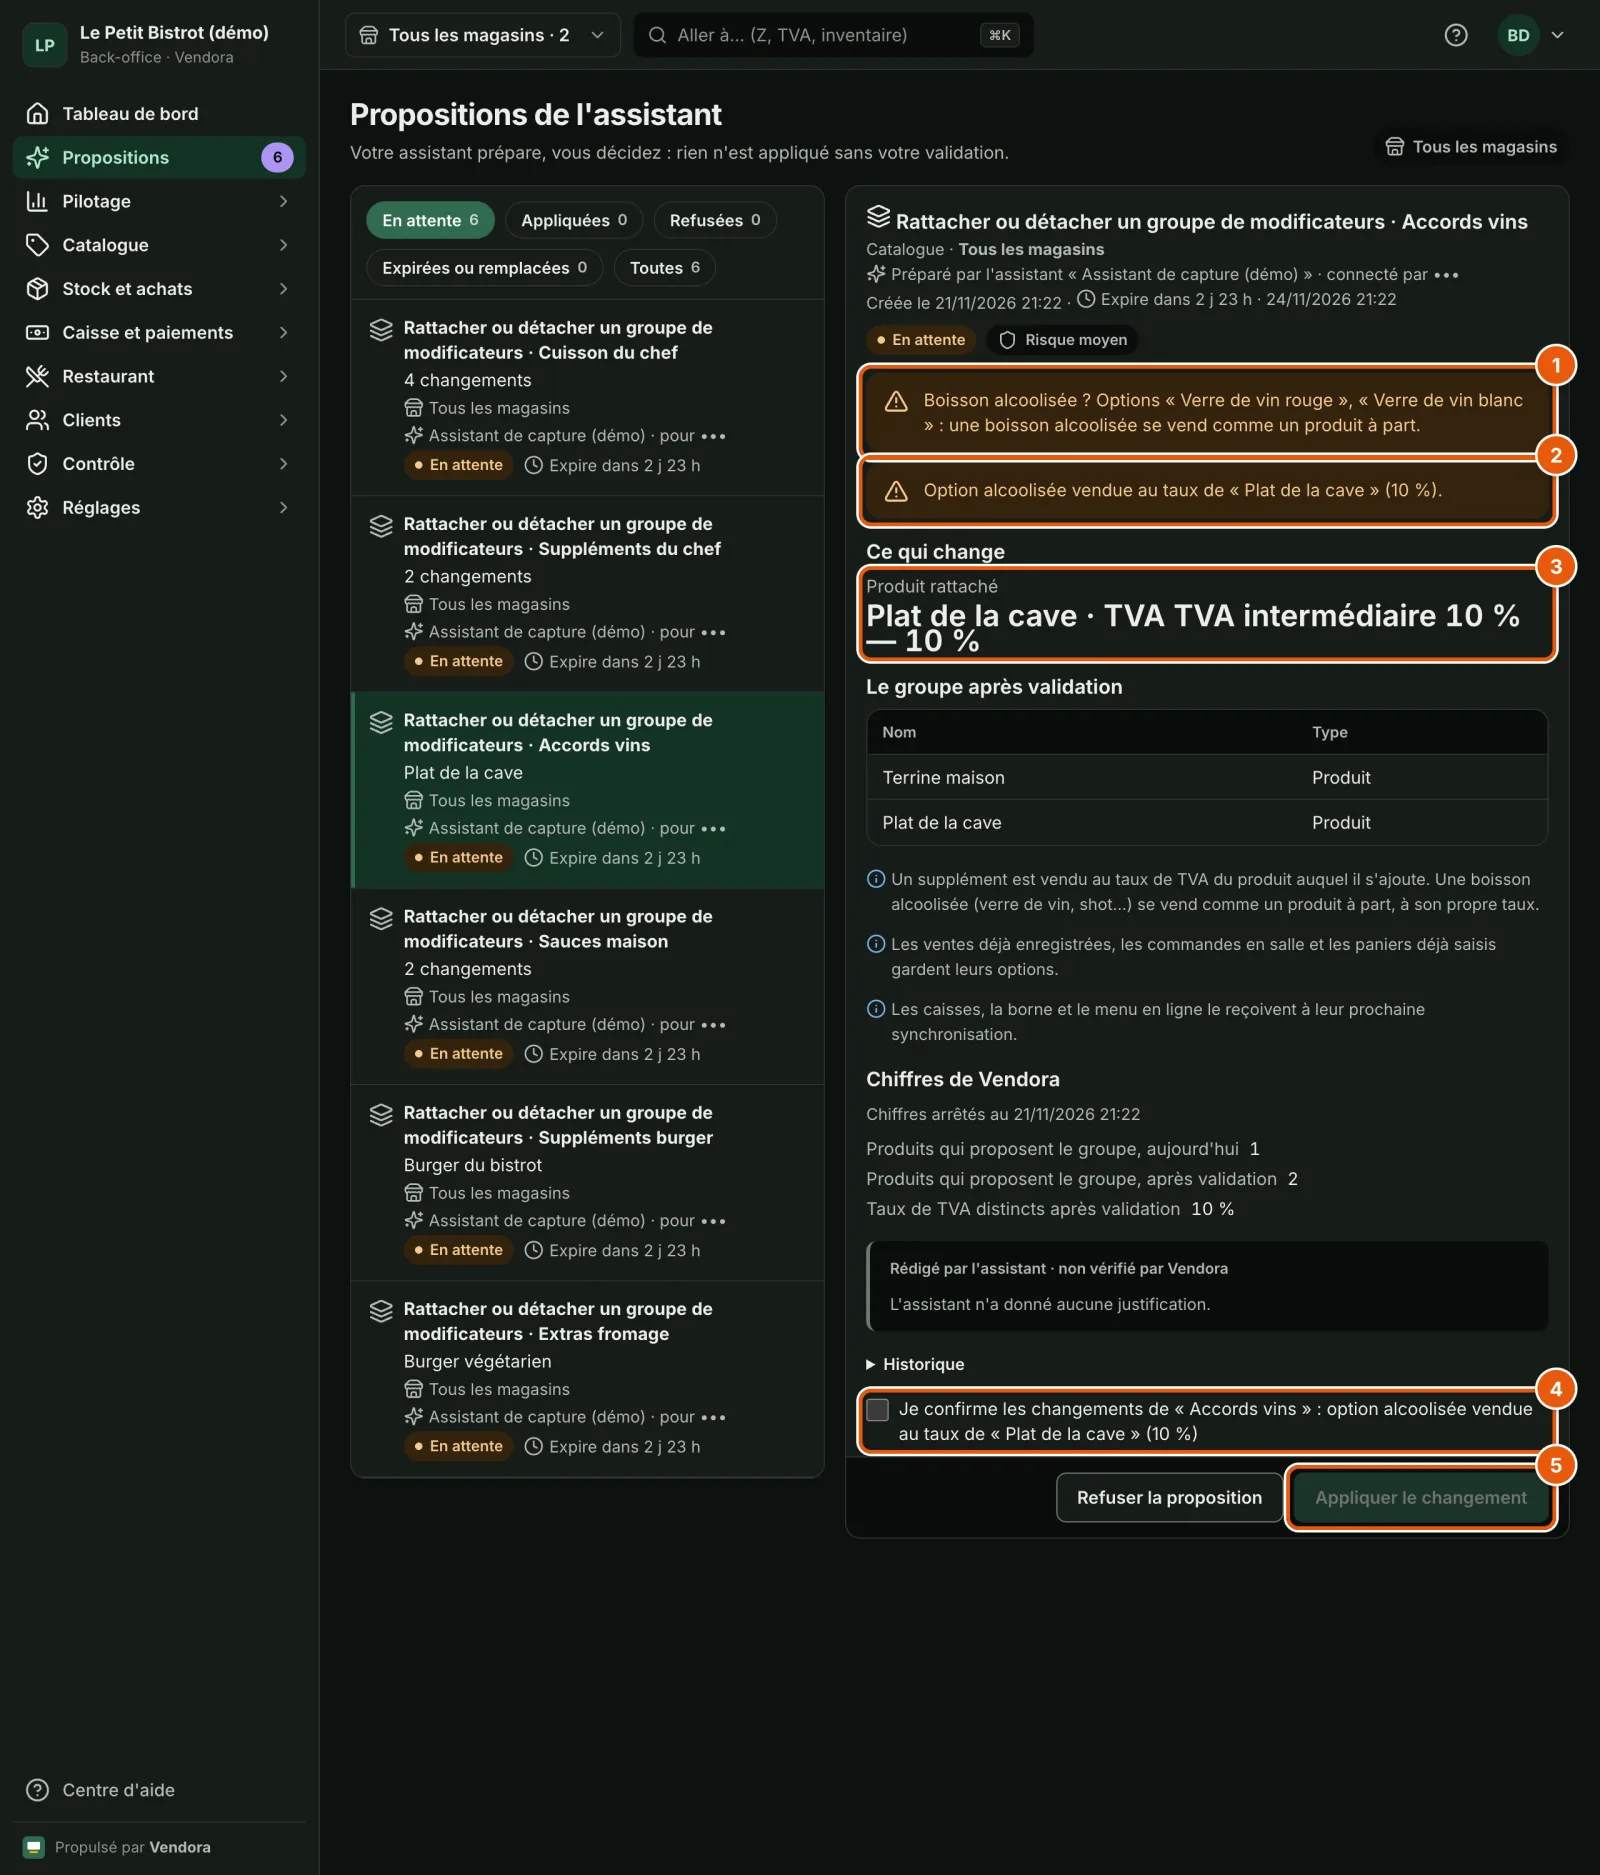 LP
Le Petit Bistrot (démo)
Back-office · Vendora
Tableau de bord
Propositions
6
Pilotage
Catalogue
Stock et achats
Caisse et paiements
Restaurant
Clients
Contrôle
Réglages
Centre d'aide
Propulsé par Vendora
Tous les magasins · 2
Aller à... (Z, TVA, inventaire)
⌘K
BD
Propositions de l'assistant
Votre assistant prépare, vous décidez : rien n'est appliqué sans votre validation.
Tous les magasins
En attente 6
Appliquées 0
Refusées 0
Expirées ou remplacées 0
Toutes 6
Rattacher ou détacher un groupe de
modificateurs · Cuisson du chef
4 changements
Tous les magasins
Assistant de capture (démo) · pour •••
En attente
Expire dans 2 j 23 h
Rattacher ou détacher un groupe de
modificateurs · Suppléments du chef
2 changements
Tous les magasins
Assistant de capture (démo) · pour •••
En attente
Expire dans 2 j 23 h
Rattacher ou détacher un groupe de
modificateurs · Accords vins
Plat de la cave
Tous les magasins
Assistant de capture (démo) · pour •••
En attente
Expire dans 2 j 23 h
Rattacher ou détacher un groupe de
modificateurs · Sauces maison
2 changements
Tous les magasins
Assistant de capture (démo) · pour •••
En attente
Expire dans 2 j 23 h
Rattacher ou détacher un groupe de
modificateurs · Suppléments burger
Burger du bistrot
Tous les magasins
Assistant de capture (démo) · pour •••
En attente
Expire dans 2 j 23 h
Rattacher ou détacher un groupe de
modificateurs · Extras fromage
Burger végétarien
Tous les magasins
Assistant de capture (démo) · pour •••
En attente
Expire dans 2 j 23 h
Rattacher ou détacher un groupe de modificateurs · Accords vins
Catalogue · Tous les magasins
Préparé par l'assistant « Assistant de capture (démo) » · connecté par •••
Créée le 21/11/2026 21:22 · Expire dans 2 j 23 h · 24/11/2026 21:22
En attente
Risque moyen
1
Boisson alcoolisée ? Options « Verre de vin rouge », « Verre de vin blanc
» : une boisson alcoolisée se vend comme un produit à part.
2
Option alcoolisée vendue au taux de « Plat de la cave » (10 %).
Ce qui change
3
Produit rattaché
Plat de la cave · TVA TVA intermédiaire 10 %
— 10 %
Le groupe après validation
Nom
Type
Terrine maison
Produit
Plat de la cave
Produit
Un supplément est vendu au taux de TVA du produit auquel il s'ajoute. Une boisson
alcoolisée (verre de vin, shot...) se vend comme un produit à part, à son propre taux.
Les ventes déjà enregistrées, les commandes en salle et les paniers déjà saisis
gardent leurs options.
Les caisses, la borne et le menu en ligne le reçoivent à leur prochaine
synchronisation.
Chiffres de Vendora
Chiffres arrêtés au 21/11/2026 21:22
Produits qui proposent le groupe, aujourd'hui 1
Produits qui proposent le groupe, après validation 2
Taux de TVA distincts après validation 10 %
Rédigé par l'assistant · non vérifié par Vendora
L'assistant n'a donné aucune justification.
Historique
4
Je confirme les changements de « Accords vins » : option alcoolisée vendue
au taux de « Plat de la cave » (10 %)
Refuser la proposition
5
Appliquer le changement